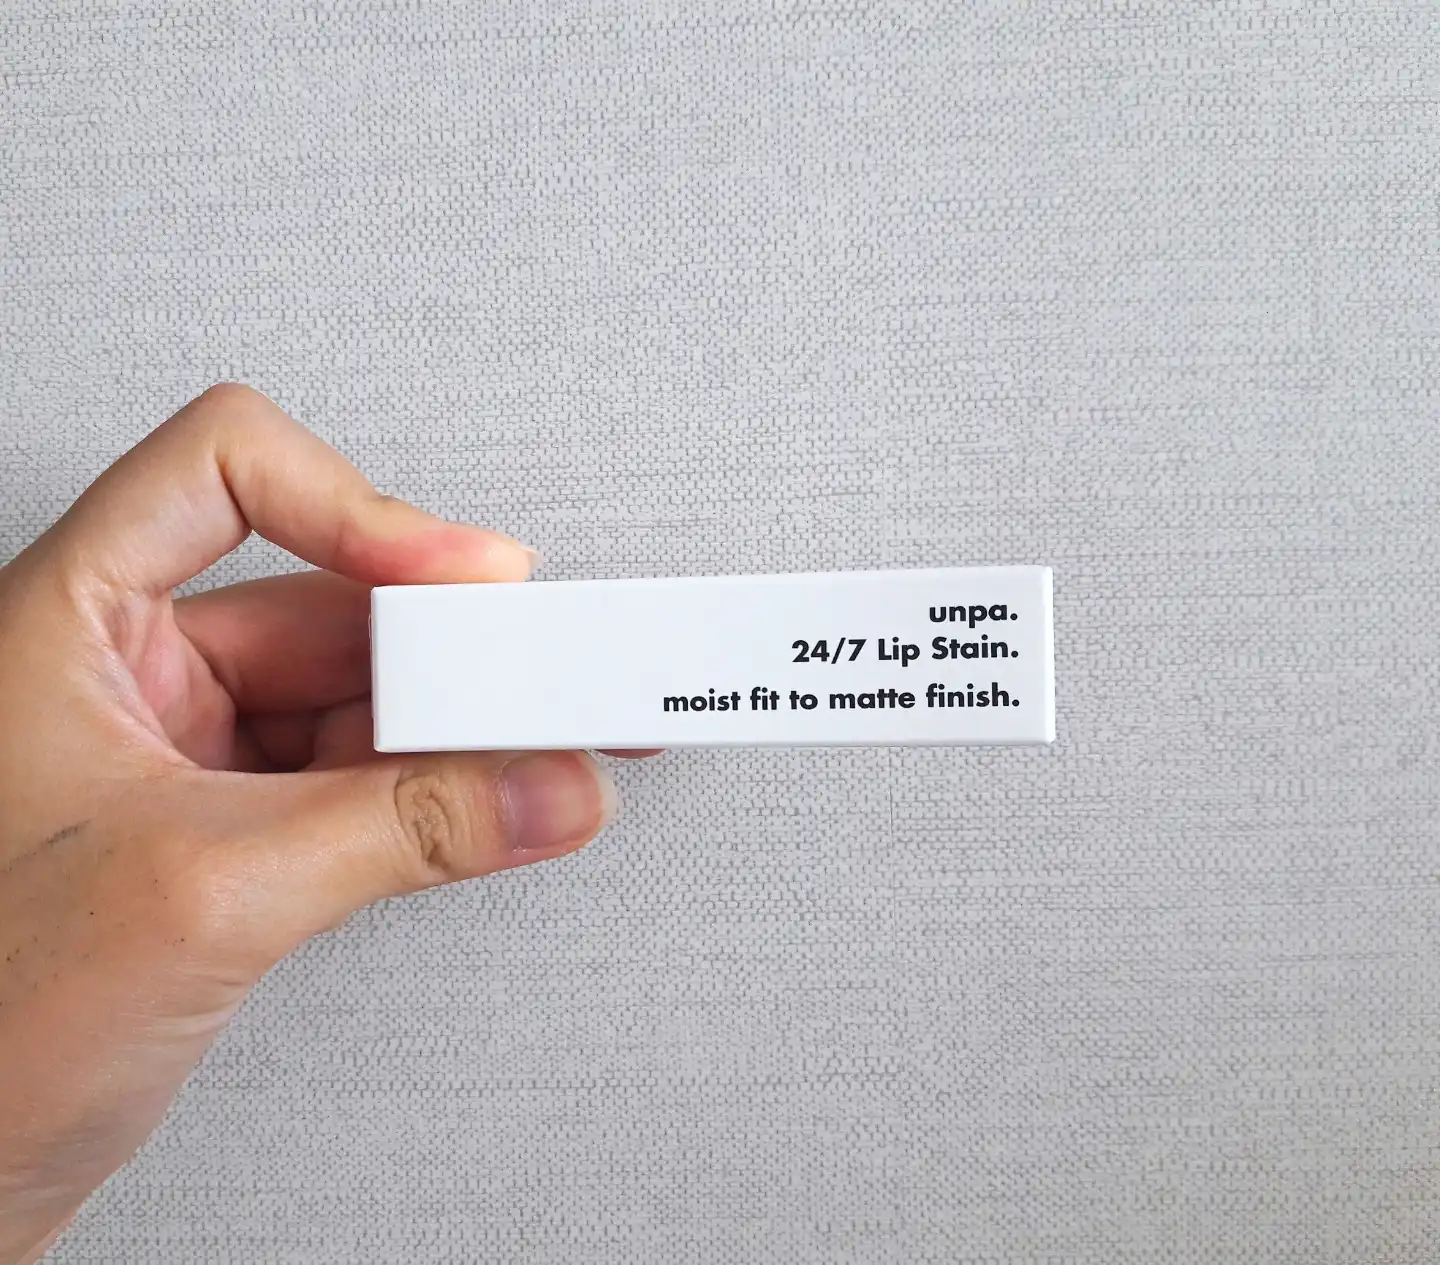 unpa.
24/7 Lip Stain.
moist fit to matte finish.